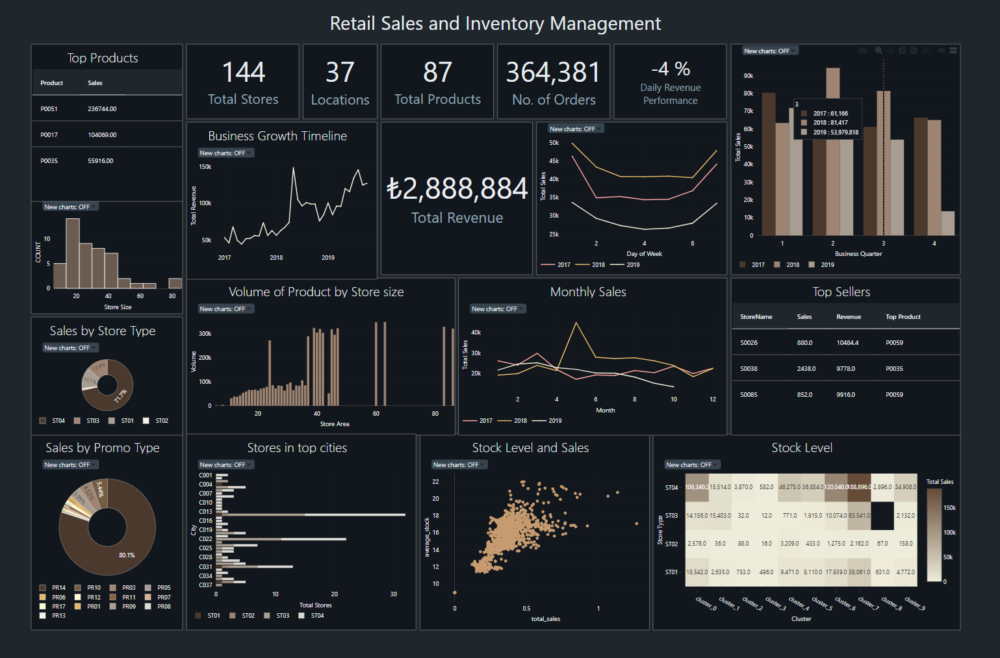 Retail Sales and Inventory Management
Top Products
Product Sales
P0051 236744.00
P0017 104069.00
P0035 55916.00
144
Total Stores
37
Locations
87
Total Products
364,381
No. of Orders
-4 %
Daily Revenue
Performance
New charts: OFF
90k
80k
70k
60k
50k
40k
30k
20k
10k
0
Total Sales
3
2017 : 61,166
2018 : 81,417
2019 : 53,979.818
1 2 3 4
Business Quarter
2017 2018 2019
Business Growth Timeline
New charts: OFF
150k
100k
50k
Total Revenue
2017 2018 2019
₺2,888,884
Total Revenue
New charts: OFF
50k
45k
40k
35k
30k
25k
Total Sales
2 4 6
Day of Week
2017 2018 2019
New charts: OFF
10
5
0
COUNT
20 40 60 80
Store Size
Volume of Product by Store size
New charts: OFF
300k
200k
100k
0
Volume
20 40 60 80
Store Area
Monthly Sales
New charts: OFF
40k
30k
20k
Total Sales
2 4 6 8 10 12
Month
2017 2018 2019
Top Sellers
StoreName Sales Revenue Top Product
S0026 880.0 10484.4 P0059
S0038 2438.0 9778.0 P0035
S0085 852.0 9916.0 P0059
Sales by Store Type
New charts: OFF
13.9%
13.1%
71.7%
ST04 ST03 ST01 ST02
Sales by Promo Type
New charts: OFF
5.44%
4.52%
3.99%
80.1%
PR14 PR10 PR03 PR05
PR06 PR12 PR11 PR07
PR17 PR01 PR09 PR08
PR13
Stores in top cities
New charts: OFF
C001
C004
C007
C010
C013
C016
C019
C022
C025
C028
C031
C034
C037
City
0 10 20 30
Total Stores
ST01 ST02 ST03 ST04
Stock Level and Sales
New charts: OFF
22
20
18
16
14
12
10
average_stock
0 0.5 1
total_sales
Stock Level
New charts: OFF
Total Sales
150k
100k
50k
0
Store Type
ST04 106,340.2 15,514.0 3,870.0 582.0 46,275.0 36,854.0 120,040.0 188,896.0 2,896.0 34,908.0
ST03 14,156.0 15,403.0 32.0 12.0 771.0 1,915.0 10,074.0 63,541.0 2,132.0
ST02 2,576.0 36.0 88.0 16.0 3,209.0 433.0 1,275.0 2,162.0 67.0 158.0
ST01 18,542.0 2,635.0 753.0 496.0 9,471.0 8,110.0 17,939.0 38,061.0 631.0 4,772.0
cluster_0 cluster_1 cluster_2 cluster_3 cluster_4 cluster_5 cluster_6 cluster_7 cluster_8 cluster_9
Cluster